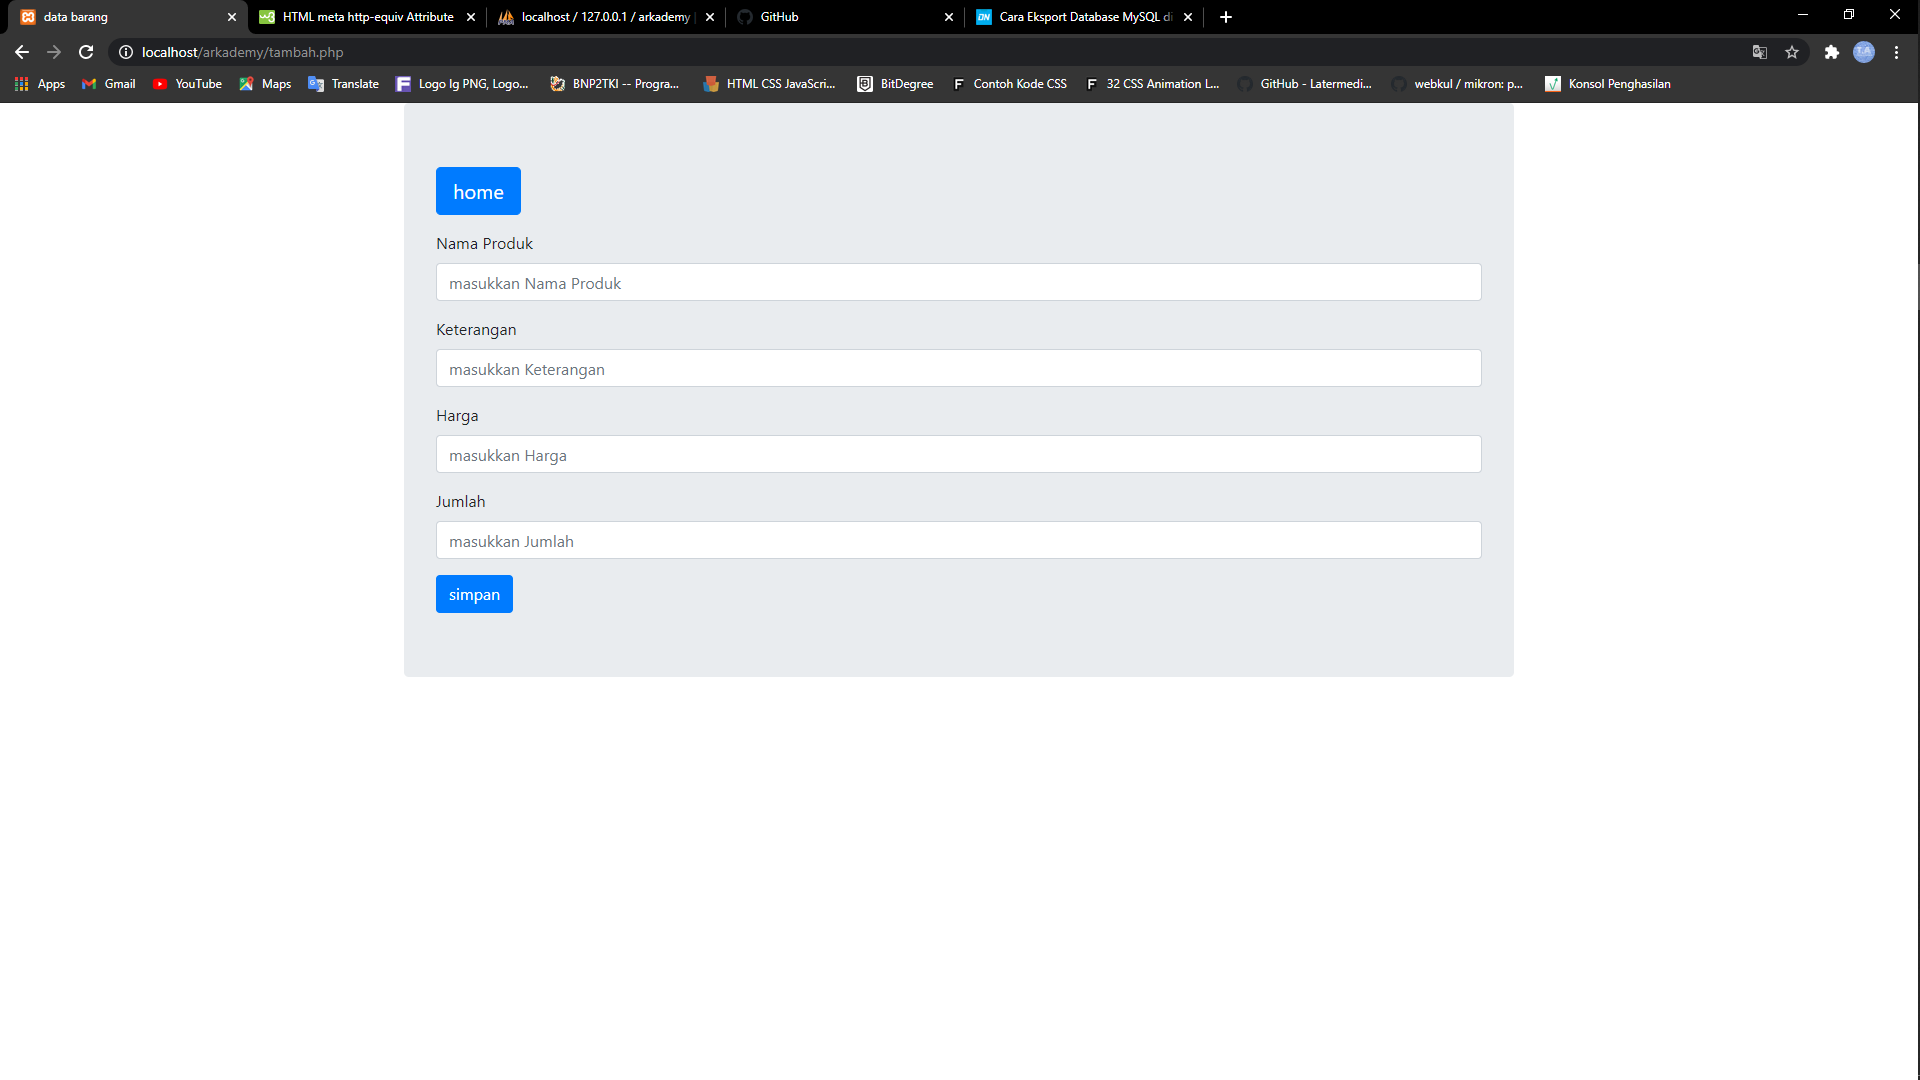 data barang
HTML meta http-equiv Attribute
localhost / 127.0.0.1 / arkademy
GitHub
Cara Eksport Database MySQL di
localhost/arkademy/tambah.php
Apps
Gmail
YouTube
Maps
Translate
Logo Ig PNG, Logo...
BNP2TKI -- Progra...
HTML CSS JavaScri...
BitDegree
Contoh Kode CSS
32 CSS Animation L...
GitHub - Latermedi...
webkul / mikron: p...
Konsol Penghasilan
home
Nama Produk
masukkan Nama Produk
Keterangan
masukkan Keterangan
Harga
masukkan Harga
Jumlah
masukkan Jumlah
simpan